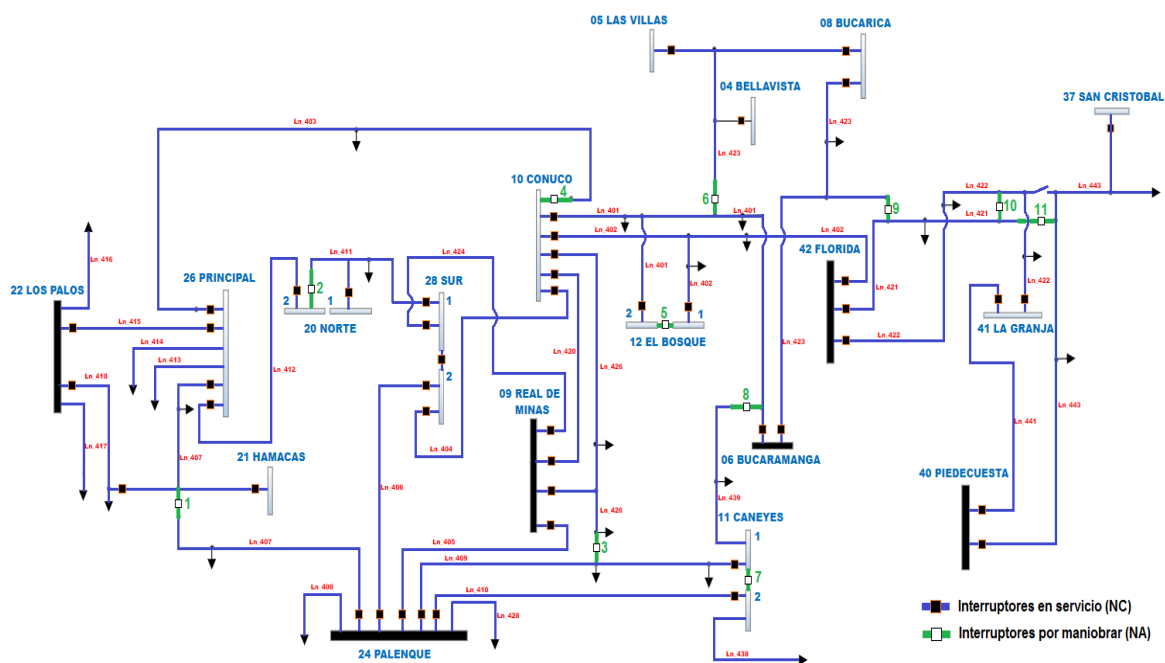 05 LAS VILLAS
08 BUCARICA
04 BELLAVISTA
37 SAN CRISTOBAL
Ln_403
Ln_423
Ln_423
10 CONUCO
4
6
Ln_422
Ln_443
Ln_401
Ln_401
9
10
11
Ln_421
Ln_402
Ln_402
42 FLORIDA
Ln_411
Ln_424
28 SUR
Ln_416
26 PRINCIPAL
22 LOS PALOS
2
2
1
20 NORTE
1
Ln_401
Ln_402
Ln_421
Ln_422
41 LA GRANJA
2
5
1
12 EL BOSQUE
Ln_415
Ln_414
Ln_413
Ln_418
Ln_412
Ln_420
Ln_426
Ln_423
Ln_422
2
09 REAL DE
MINAS
8
Ln_443
Ln_417
Ln_407
Ln_404
Ln_441
21 HAMACAS
06 BUCARAMANGA
40 PIEDECUESTA
1
Ln_406
Ln_439
Ln_426
11 CANEYES
Ln_407
Ln_405
3
1
Ln_409
7
Ln_408
Ln_410
2
Ln_428
Interruptores en servicio (NC)
Interruptores por maniobrar (NA)
24 PALENQUE
Ln_438